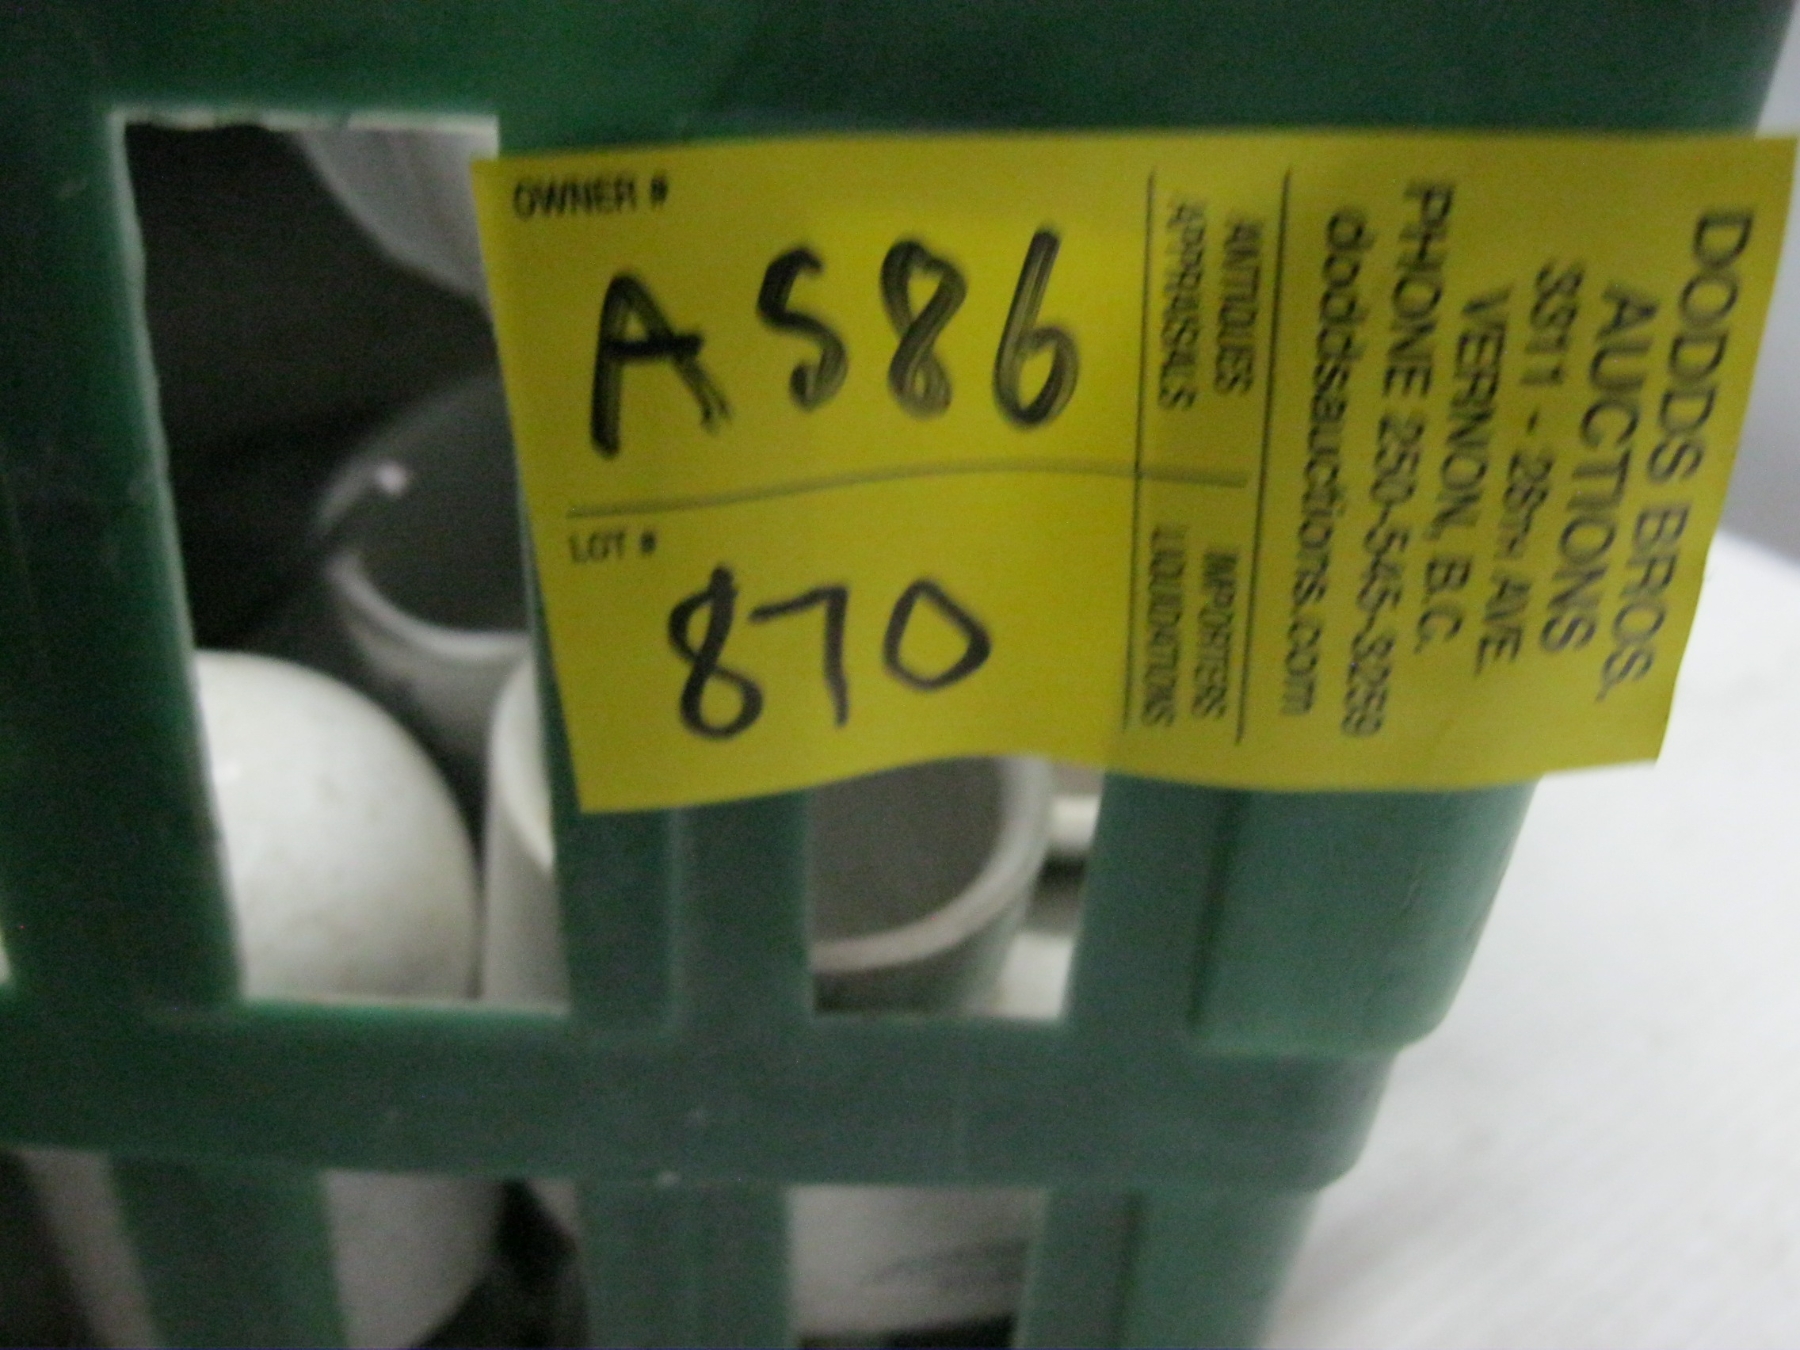 OWNER #
A586
LOT #
870
ANTIQUES
APPRAISALS
IMPORTERS
LIQUIDATIONS
DODDS BROS.
AUCTIONS
3311 - 28TH AVE
VERNON, B.C.
PHONE 250-545-3259
doddsauctions.com